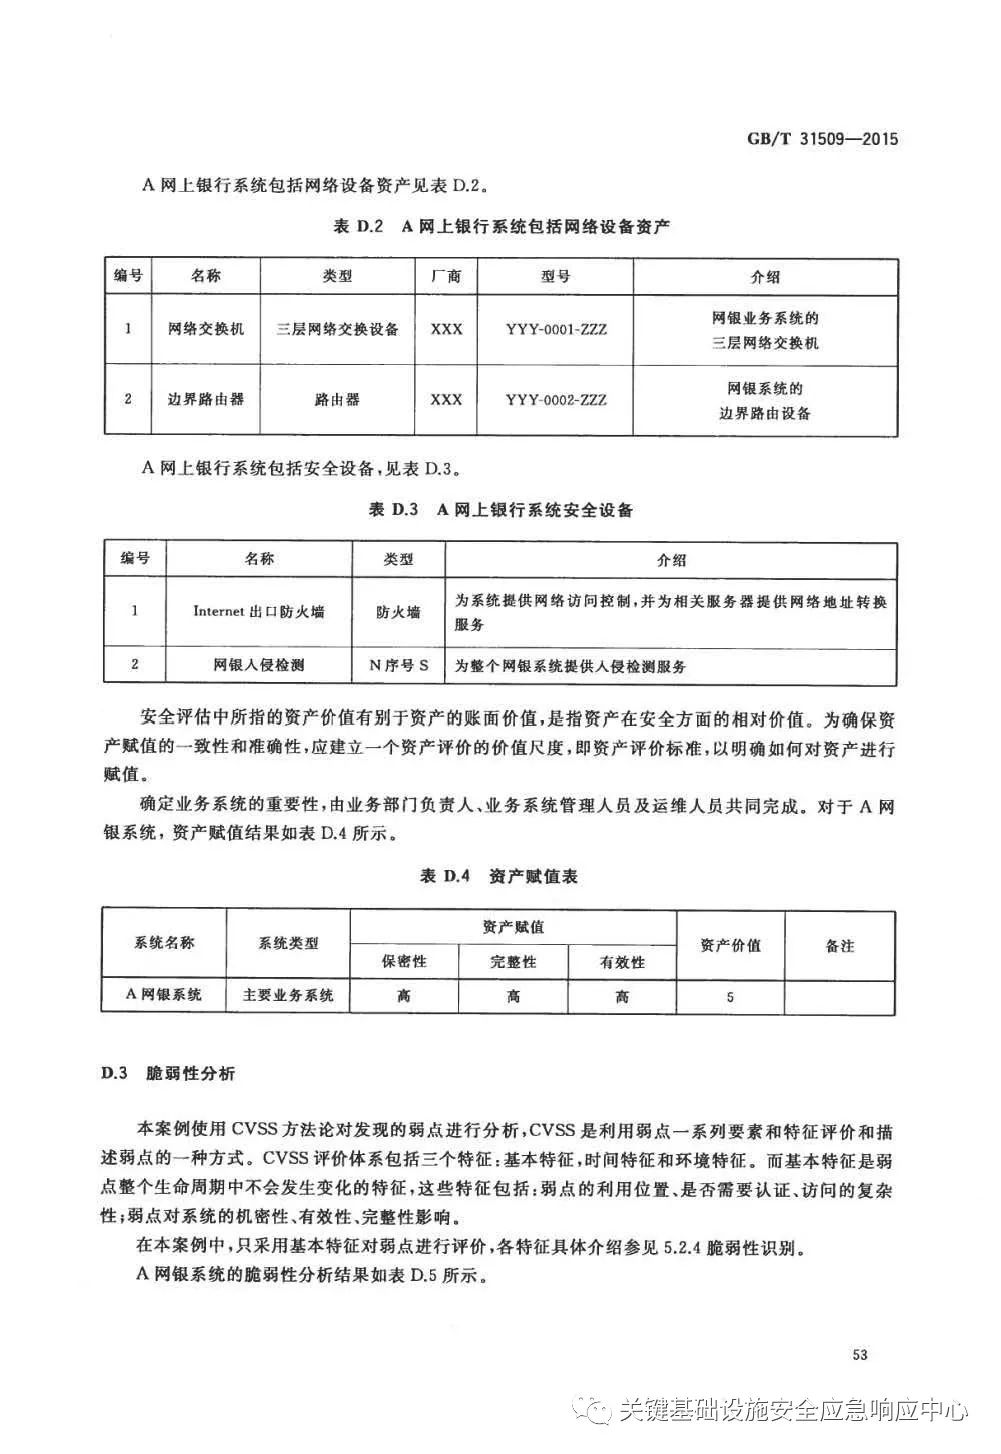 GB/T 31509—2015
A 网上银行系统包括网络设备资产见表 D.2。
表 D.2 A 网上银行系统包括网络设备资产
编号 名称 类型 厂商 型号 介绍
1 网络交换机 三层网络交换设备 XXX YYY-0001-ZZZ 网银业务系统的
三层网络交换机
2 边界路由器 路由器 XXX YYY-0002-ZZZ 网银系统的
边界路由设备
A 网上银行系统包括安全设备,见表 D.3。
表 D.3 A 网上银行系统安全设备
编号 名称 类型 介绍
1 Internet 出口防火墙 防火墙 为系统提供网络访问控制,并为相关服务器提供网络地址转换
服务
2 网银入侵检测 N 序号 S 为整个网银系统提供入侵检测服务
安全评估中所指的资产价值有别于资产的账面价值,是指资产在安全方面的相对价值。为确保资
产赋值的一致性和准确性,应建立一个资产评价的价值尺度,即资产评价标准,以明确如何对资产进行
赋值。
确定业务系统的重要性,由业务部门负责人、业务系统管理人员及运维人员共同完成。对于 A 网
银系统,资产赋值结果如表 D.4 所示。
表 D.4 资产赋值表
系统名称 系统类型 资产赋值 资产价值 备注
保密性 完整性 有效性
A 网银系统 主要业务系统 高 高 高 5
D.3 脆弱性分析
本案例使用 CVSS 方法论对发现的弱点进行分析,CVSS 是利用弱点一系列要素和特征评价和描
述弱点的一种方式。CVSS 评价体系包括三个特征:基本特征,时间特征和环境特征。而基本特征是弱
点整个生命周期中不会发生变化的特征,这些特征包括:弱点的利用位置、是否需要认证、访问的复杂
性;弱点对系统的机密性、有效性、完整性影响。
在本案例中,只采用基本特征对弱点进行评价,各特征具体介绍参见 5.2.4 脆弱性识别。
A 网银系统的脆弱性分析结果如表 D.5 所示。
53
关键基础设施安全应急响应中心